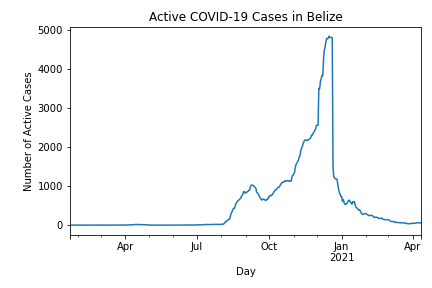 Active COVID-19 Cases in Belize
Number of Active Cases
5000
4000
3000
2000
1000
0
Apr Jul Oct Jan Apr
2021
Day